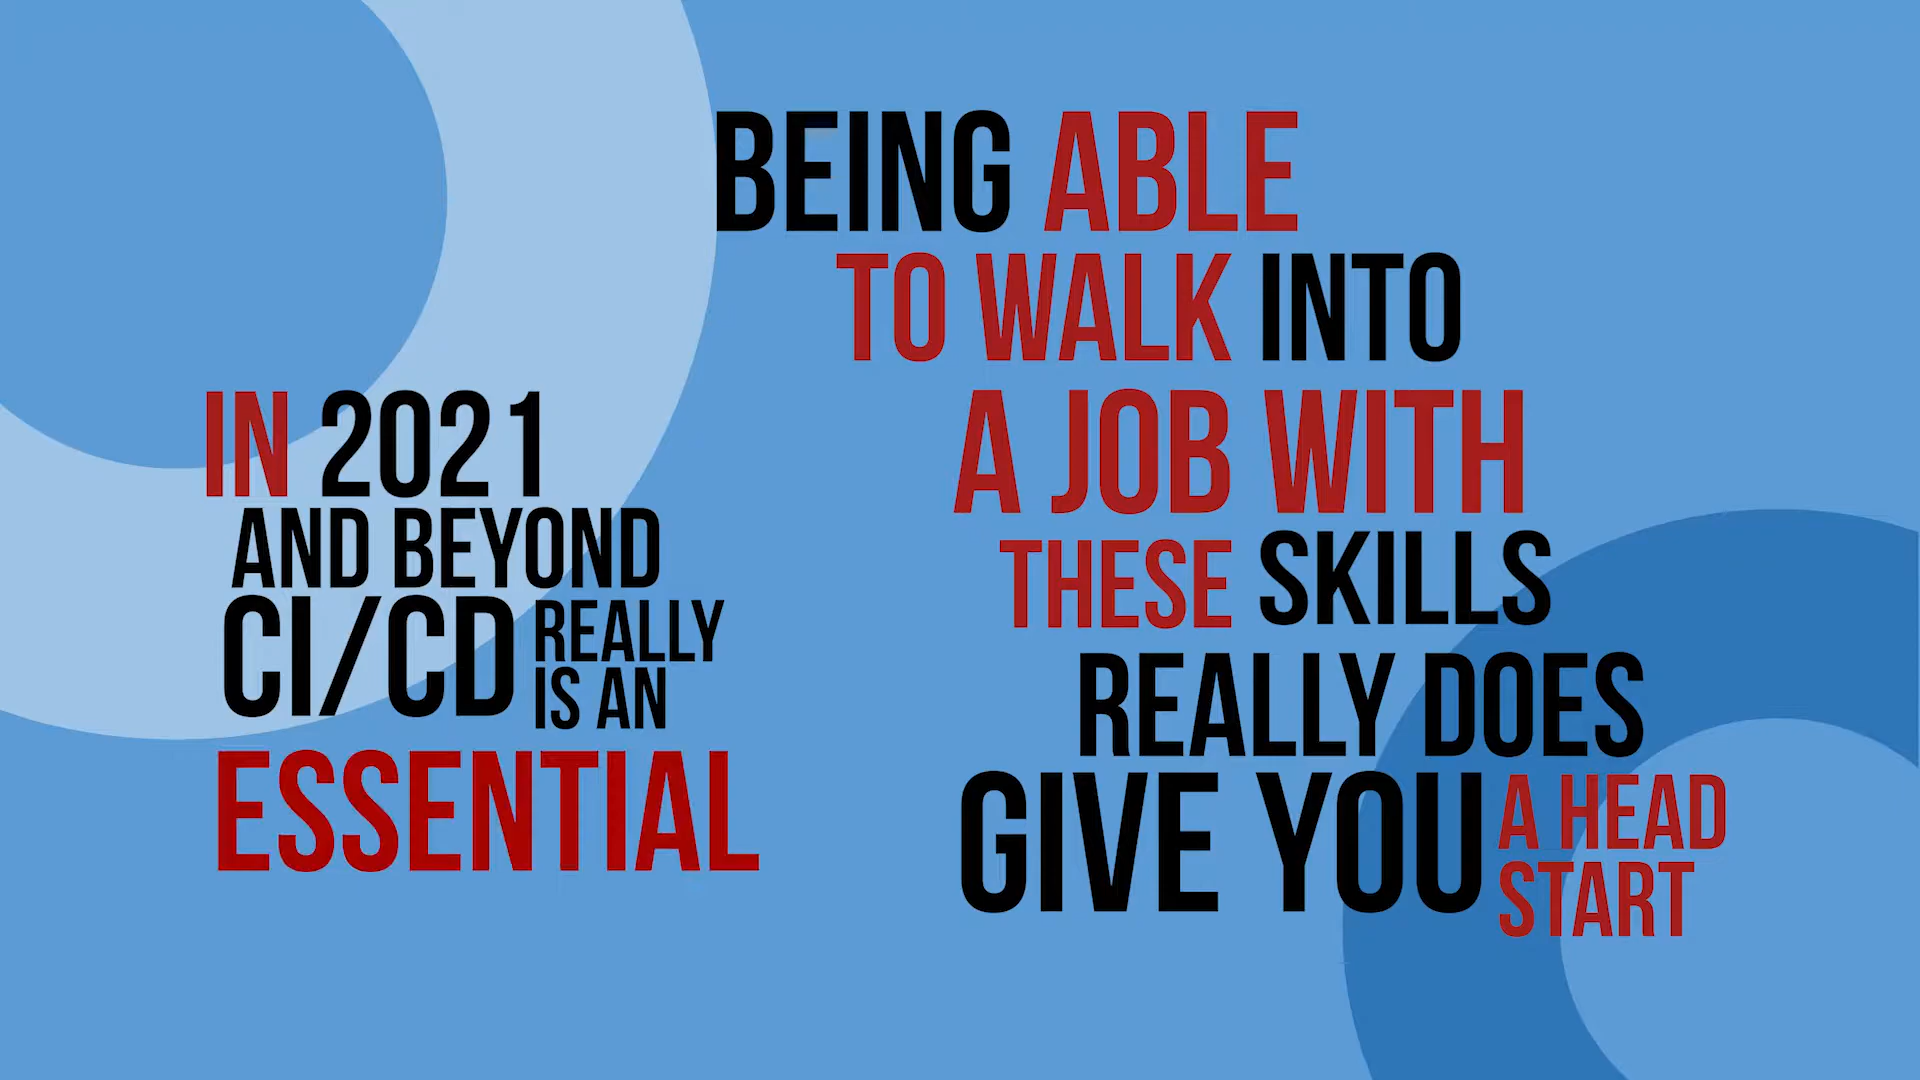 IN 2021
AND BEYOND
CI/CD REALLY
IS AN
ESSENTIAL
BEING ABLE
TO WALK INTO
A JOB WITH
THESE SKILLS
REALLY DOES
GIVE YOU A HEAD
START